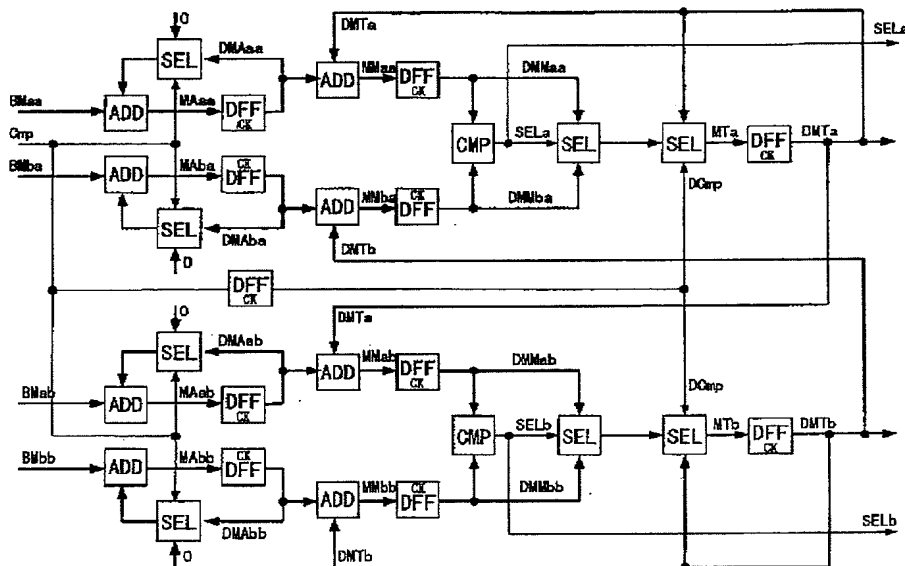 0
DMTa
SELa
SEL
DMAaa
ADD
MMaa
DFF
CK
DMMaa
BMaa
ADD
MAaa
DFF
CK
Cmp
CMP
SELa
SEL
SEL
MTa
DFF
CK
DMTa
BMba
ADD
MAba
CK
DFF
MMba
CK
DFF
DMMba
DCmp
ADD
SEL
DMAba
0
DMTb
DFF
CK
0
DMTa
SEL
DMAab
ADD
MMab
DFF
CK
DMMab
DCmp
BMab
ADD
MAab
DFF
CK
CMP
SELb
SEL
SEL
MTb
DFF
CK
DMTb
BMbb
ADD
MAbb
CK
DFF
MMbb
CK
DFF
DMMbb
ADD
SEL
DMAbb
SELb
0
DMTb